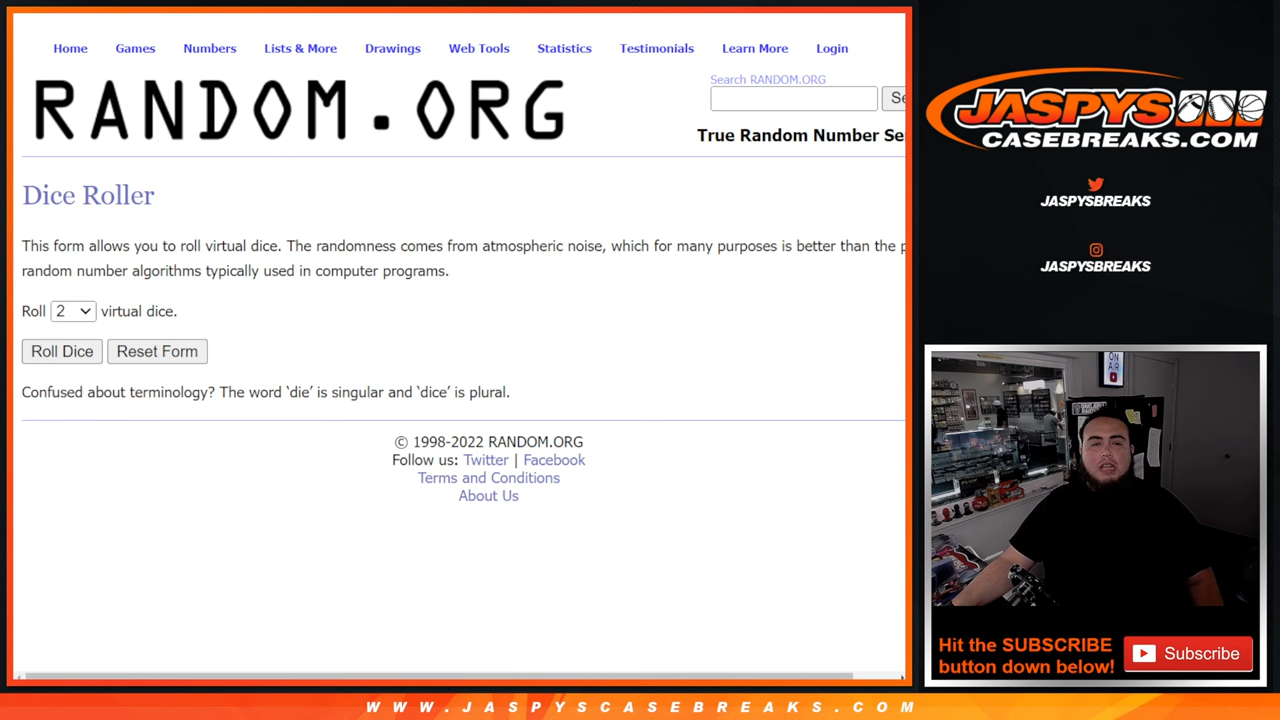 Home Games Numbers Lists & More Drawings Web Tools Statistics Testimonials Learn More Login
RANDOM.ORG
Search RANDOM.ORG
Se
True Random Number Se
Dice Roller
This form allows you to roll virtual dice. The randomness comes from atmospheric noise, which for many purposes is better than the p
random number algorithms typically used in computer programs.
Roll 2 virtual dice.
Roll Dice Reset Form
Confused about terminology? The word ‘die’ is singular and ‘dice’ is plural.
© 1998-2022 RANDOM.ORG
Follow us: Twitter | Facebook
Terms and Conditions
About Us
JASPYS
CASEBREAKS.COM
JASPYSBREAKS
JASPYSBREAKS
ON
AIR
Hit the SUBSCRIBE
button down below!
Subscribe
WWW.JASPYSCASEBREAKS.COM